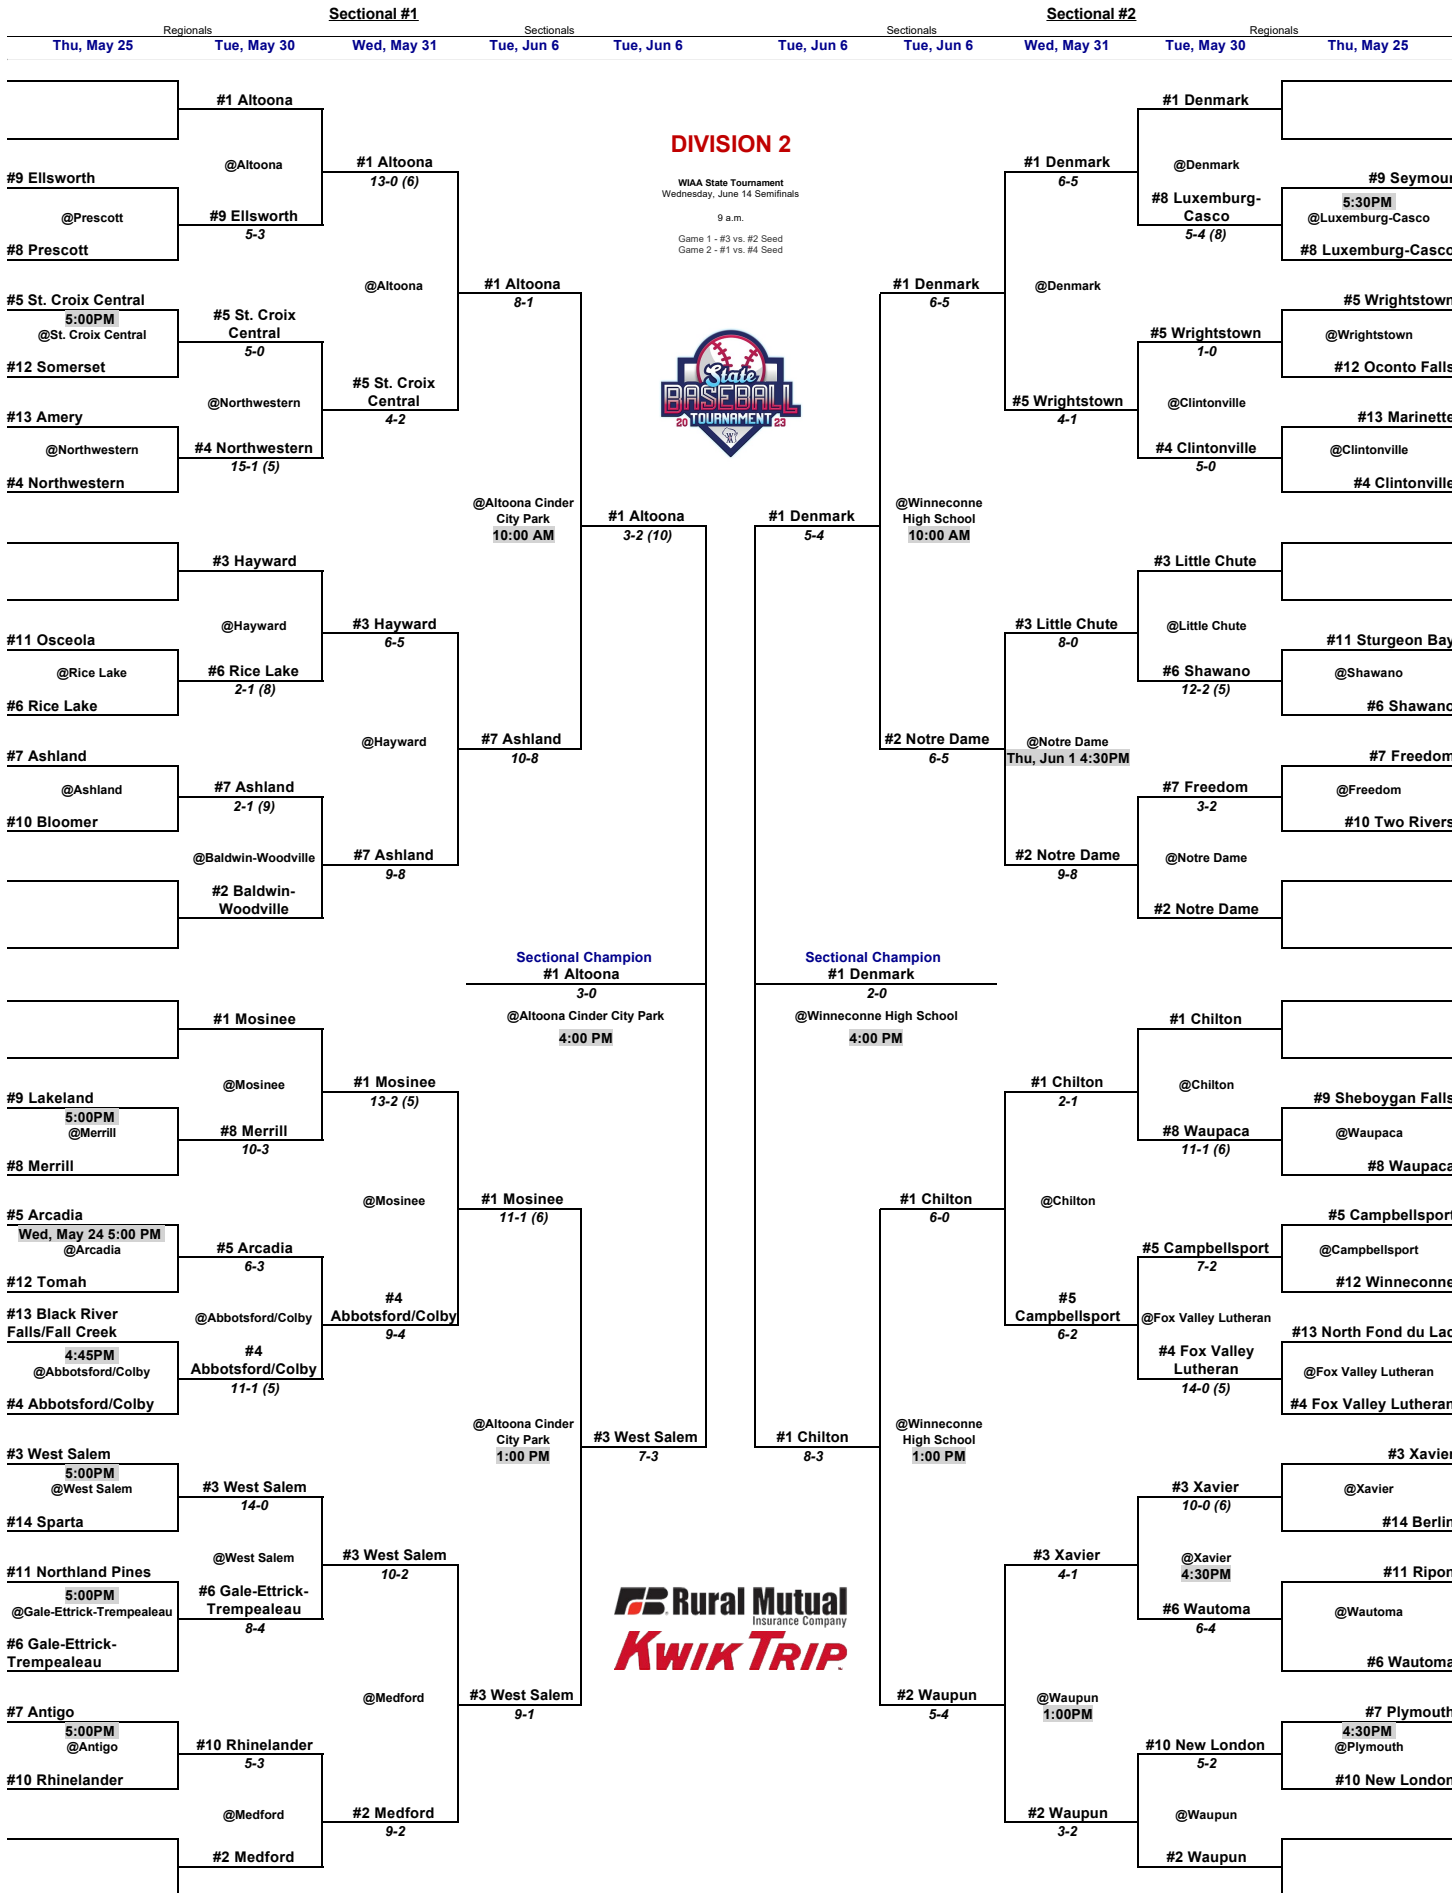 Sectional #1
Sectional #2
Regionals
Sectionals
Sectionals
Regionals
Thu, May 25
Tue, May 30
Wed, May 31
Tue, Jun 6
Tue, Jun 6
Tue, Jun 6
Tue, Jun 6
Wed, May 31
Tue, May 30
Thu, May 25
DIVISION 2
WIAA State Tournament
Wednesday, June 14 Semifinals
9 a.m.
Game 1 - #3 vs. #2 Seed
Game 2 - #1 vs. #4 Seed
State
BASEBALL
20 TOURNAMENT 23
#9 Ellsworth
@Prescott
#8 Prescott
#5 St. Croix Central
5:00PM
@St. Croix Central
#12 Somerset
#13 Amery
@Northwestern
#4 Northwestern
#11 Osceola
@Rice Lake
#6 Rice Lake
#7 Ashland
@Ashland
#10 Bloomer
#9 Lakeland
5:00PM
@Merrill
#8 Merrill
#5 Arcadia
Wed, May 24 5:00 PM
@Arcadia
#12 Tomah
#13 Black River
Falls/Fall Creek
4:45PM
@Abbotsford/Colby
#4 Abbotsford/Colby
#3 West Salem
5:00PM
@West Salem
#14 Sparta
#11 Northland Pines
5:00PM
@Gale-Ettrick-Trempealeau
#6 Gale-Ettrick-
Trempealeau
#7 Antigo
5:00PM
@Antigo
#10 Rhinelander
#1 Altoona
@Altoona
#9 Ellsworth
5-3
#5 St. Croix
Central
5-0
@Northwestern
#4 Northwestern
15-1 (5)
#3 Hayward
@Hayward
#6 Rice Lake
2-1 (8)
#7 Ashland
2-1 (9)
@Baldwin-Woodville
#2 Baldwin-
Woodville
#1 Mosinee
@Mosinee
#8 Merrill
10-3
#5 Arcadia
6-3
@Abbotsford/Colby
#4
Abbotsford/Colby
11-1 (5)
#3 West Salem
14-0
@West Salem
#6 Gale-Ettrick-
Trempealeau
8-4
#10 Rhinelander
5-3
@Medford
#2 Medford
#1 Altoona
13-0 (6)
@Altoona
#5 St. Croix
Central
4-2
#3 Hayward
6-5
@Hayward
#7 Ashland
9-8
#1 Mosinee
13-2 (5)
@Mosinee
#4
Abbotsford/Colby
9-4
#3 West Salem
10-2
@Medford
#2 Medford
9-2
#1 Altoona
8-1
@Altoona Cinder
City Park
10:00 AM
#7 Ashland
10-8
#1 Mosinee
11-1 (6)
@Altoona Cinder
City Park
1:00 PM
#3 West Salem
9-1
#1 Altoona
3-2 (10)
Sectional Champion
#1 Altoona
3-0
@Altoona Cinder City Park
4:00 PM
#3 West Salem
7-3
#1 Denmark
5-4
Sectional Champion
#1 Denmark
2-0
@Winneconne High School
4:00 PM
#1 Chilton
8-3
#1 Denmark
6-5
@Winneconne
High School
10:00 AM
#2 Notre Dame
6-5
#1 Chilton
6-0
@Winneconne
High School
1:00 PM
#2 Waupun
5-4
#1 Denmark
6-5
@Denmark
#5 Wrightstown
4-1
#3 Little Chute
8-0
@Notre Dame
Thu, Jun 1 4:30PM
#2 Notre Dame
9-8
#1 Chilton
2-1
@Chilton
#5
Campbellsport
6-2
#3 Xavier
4-1
@Waupun
1:00PM
#2 Waupun
3-2
#1 Denmark
@Denmark
#8 Luxemburg-
Casco
5-4 (8)
#5 Wrightstown
1-0
@Clintonville
#4 Clintonville
5-0
#3 Little Chute
@Little Chute
#6 Shawano
12-2 (5)
#7 Freedom
3-2
@Notre Dame
#2 Notre Dame
#1 Chilton
@Chilton
#8 Waupaca
11-1 (6)
#5 Campbellsport
7-2
@Fox Valley Lutheran
#4 Fox Valley
Lutheran
14-0 (5)
#3 Xavier
10-0 (6)
@Xavier
4:30PM
#6 Wautoma
6-4
#10 New London
5-2
@Waupun
#2 Waupun
#9 Seymour
5:30PM
@Luxemburg-Casco
#8 Luxemburg-Casco
#5 Wrightstown
@Wrightstown
#12 Oconto Falls
#13 Marinette
@Clintonville
#4 Clintonville
#11 Sturgeon Bay
@Shawano
#6 Shawano
#7 Freedom
@Freedom
#10 Two Rivers
#9 Sheboygan Falls
@Waupaca
#8 Waupaca
#5 Campbellsport
@Campbellsport
#12 Winneconne
#13 North Fond du Lac
@Fox Valley Lutheran
#4 Fox Valley Lutheran
#3 Xavier
@Xavier
#14 Berlin
#11 Ripon
@Wautoma
#6 Wautoma
#7 Plymouth
4:30PM
@Plymouth
#10 New London
Rural Mutual
Insurance Company
KWIK TRIP